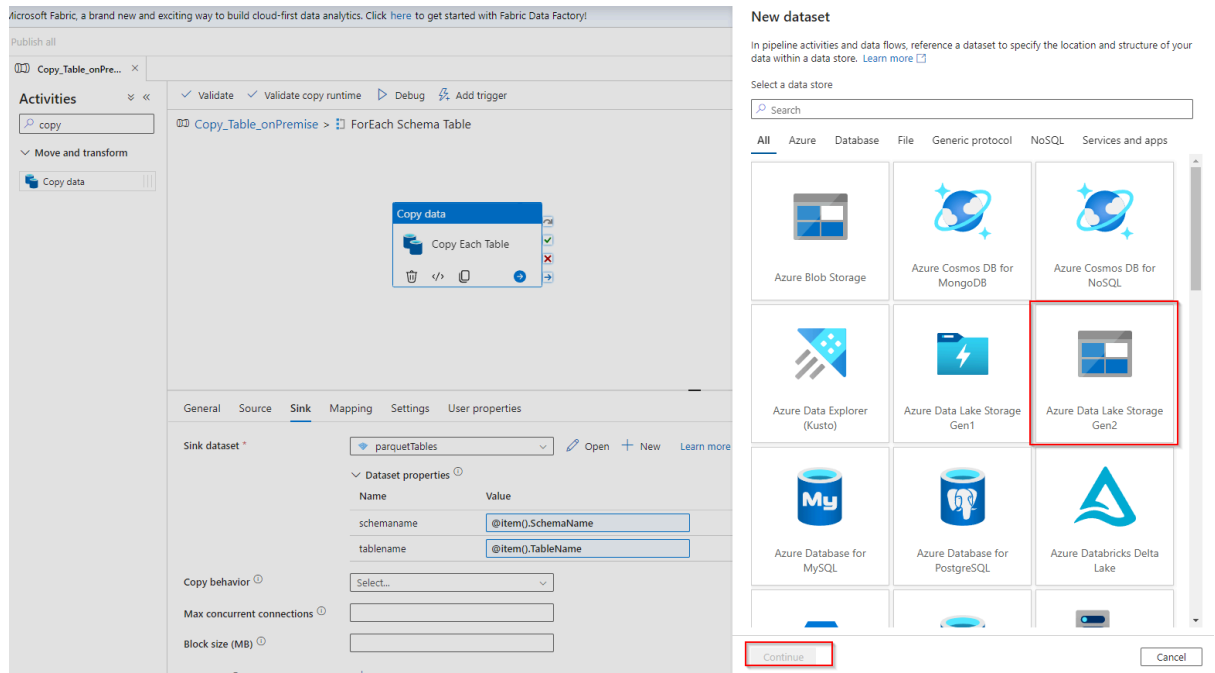 Microsoft Fabric, a brand new and exciting way to build cloud-first data analytics. Click here to get started with Fabric Data Factory!
Publish all
Copy_Table_onPre...
Activities
copy
Move and transform
Copy data
Validate
Validate copy runtime
Debug
Add trigger
Copy_Table_onPremise > ForEach Schema Table
Copy data
Copy Each Table
General
Source
Sink
Mapping
Settings
User properties
Sink dataset *
parquetTables
Open
New
Learn more
Dataset properties
Name
Value
schemaname
@item().SchemaName
tablename
@item().TableName
Copy behavior
Select...
Max concurrent connections
Block size (MB)
New dataset
In pipeline activities and data flows, reference a dataset to specify the location and structure of your
data within a data store. Learn more
Select a data store
Search
All
Azure
Database
File
Generic protocol
NoSQL
Services and apps
Azure Blob Storage
Azure Cosmos DB for
MongoDB
Azure Cosmos DB for
NoSQL
Azure Data Explorer
(Kusto)
Azure Data Lake Storage
Gen1
Azure Data Lake Storage
Gen2
My
Azure Database for
MySQL
Azure Database for
PostgreSQL
Azure Databricks Delta
Lake
Continue
Cancel